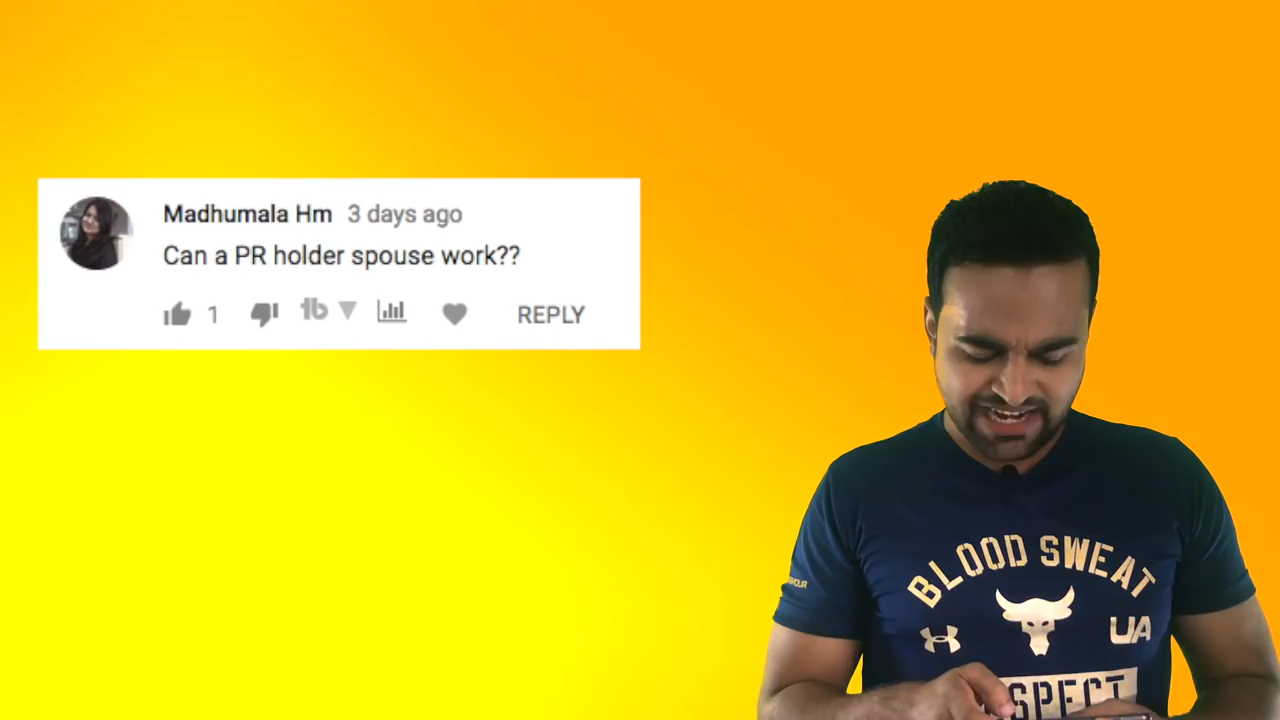 Madhumala Hm 3 days ago
Can a PR holder spouse work??
1
REPLY
BLOOD SWEAT
UA